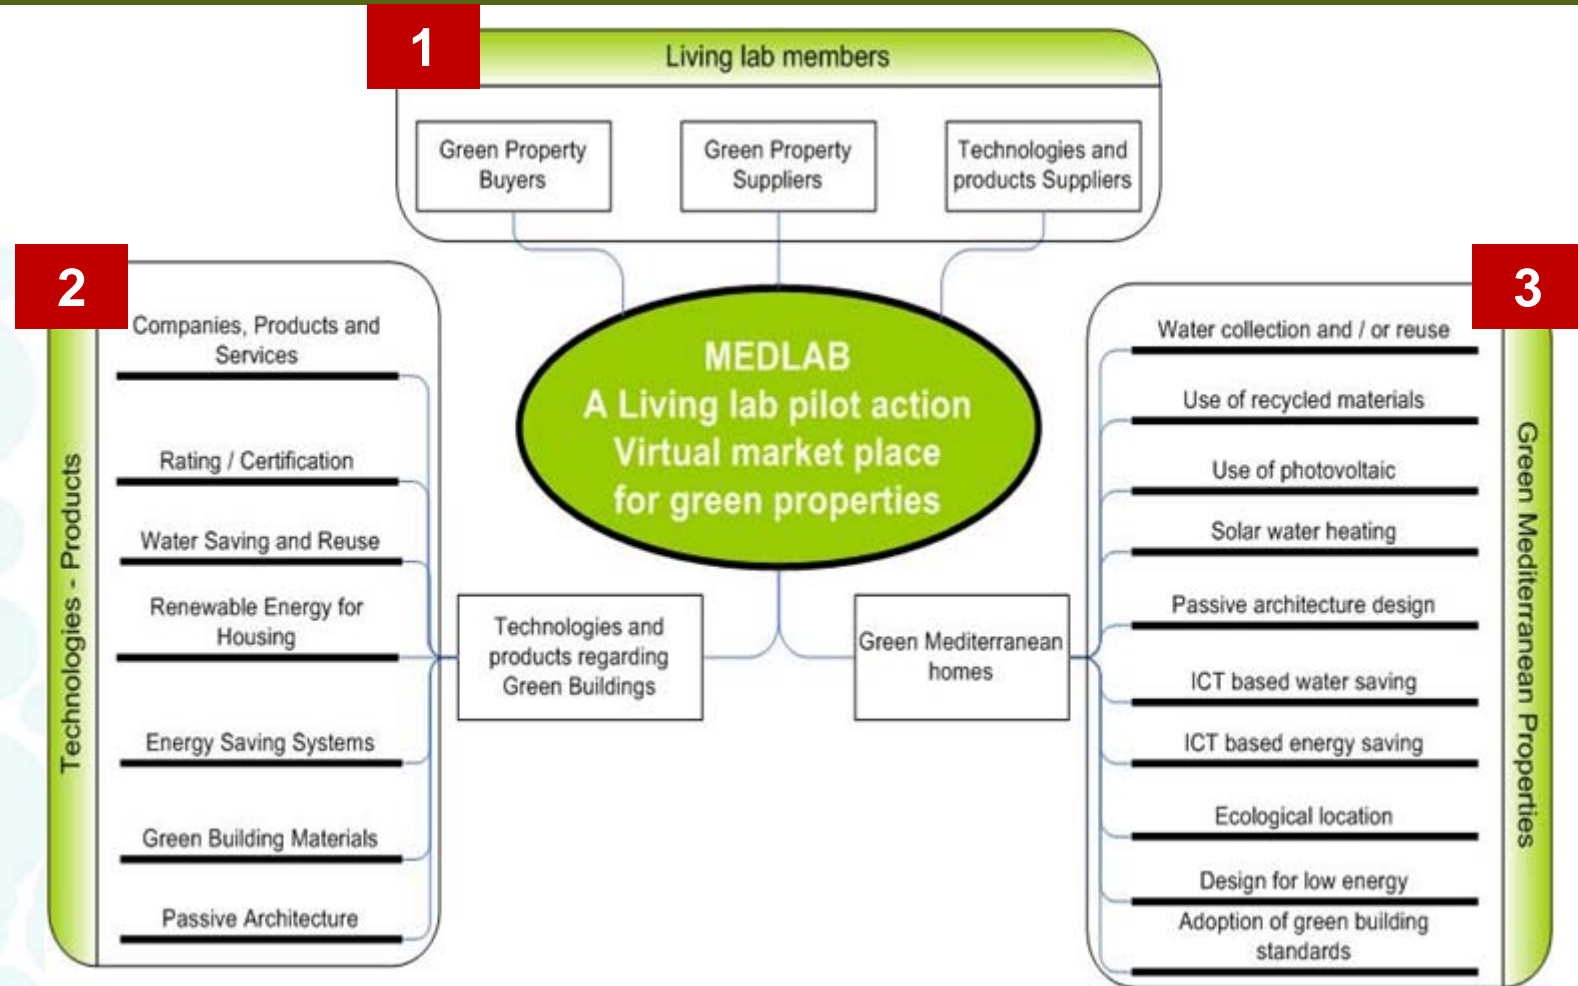 1
Living lab members
Green Property
Buyers
Green Property
Suppliers
Technologies and
products Suppliers
2
Technologies - Products
Companies, Products and
Services
Rating / Certification
Water Saving and Reuse
Renewable Energy for
Housing
Energy Saving Systems
Green Building Materials
Passive Architecture
MEDLAB
A Living lab pilot action
Virtual market place
for green properties
Technologies and
products regarding
Green Buildings
Green Mediterranean
homes
3
Water collection and / or reuse
Use of recycled materials
Use of photovoltaic
Solar water heating
Passive architecture design
ICT based water saving
ICT based energy saving
Ecological location
Design for low energy
Adoption of green building
standards
Green Mediterranean Properties